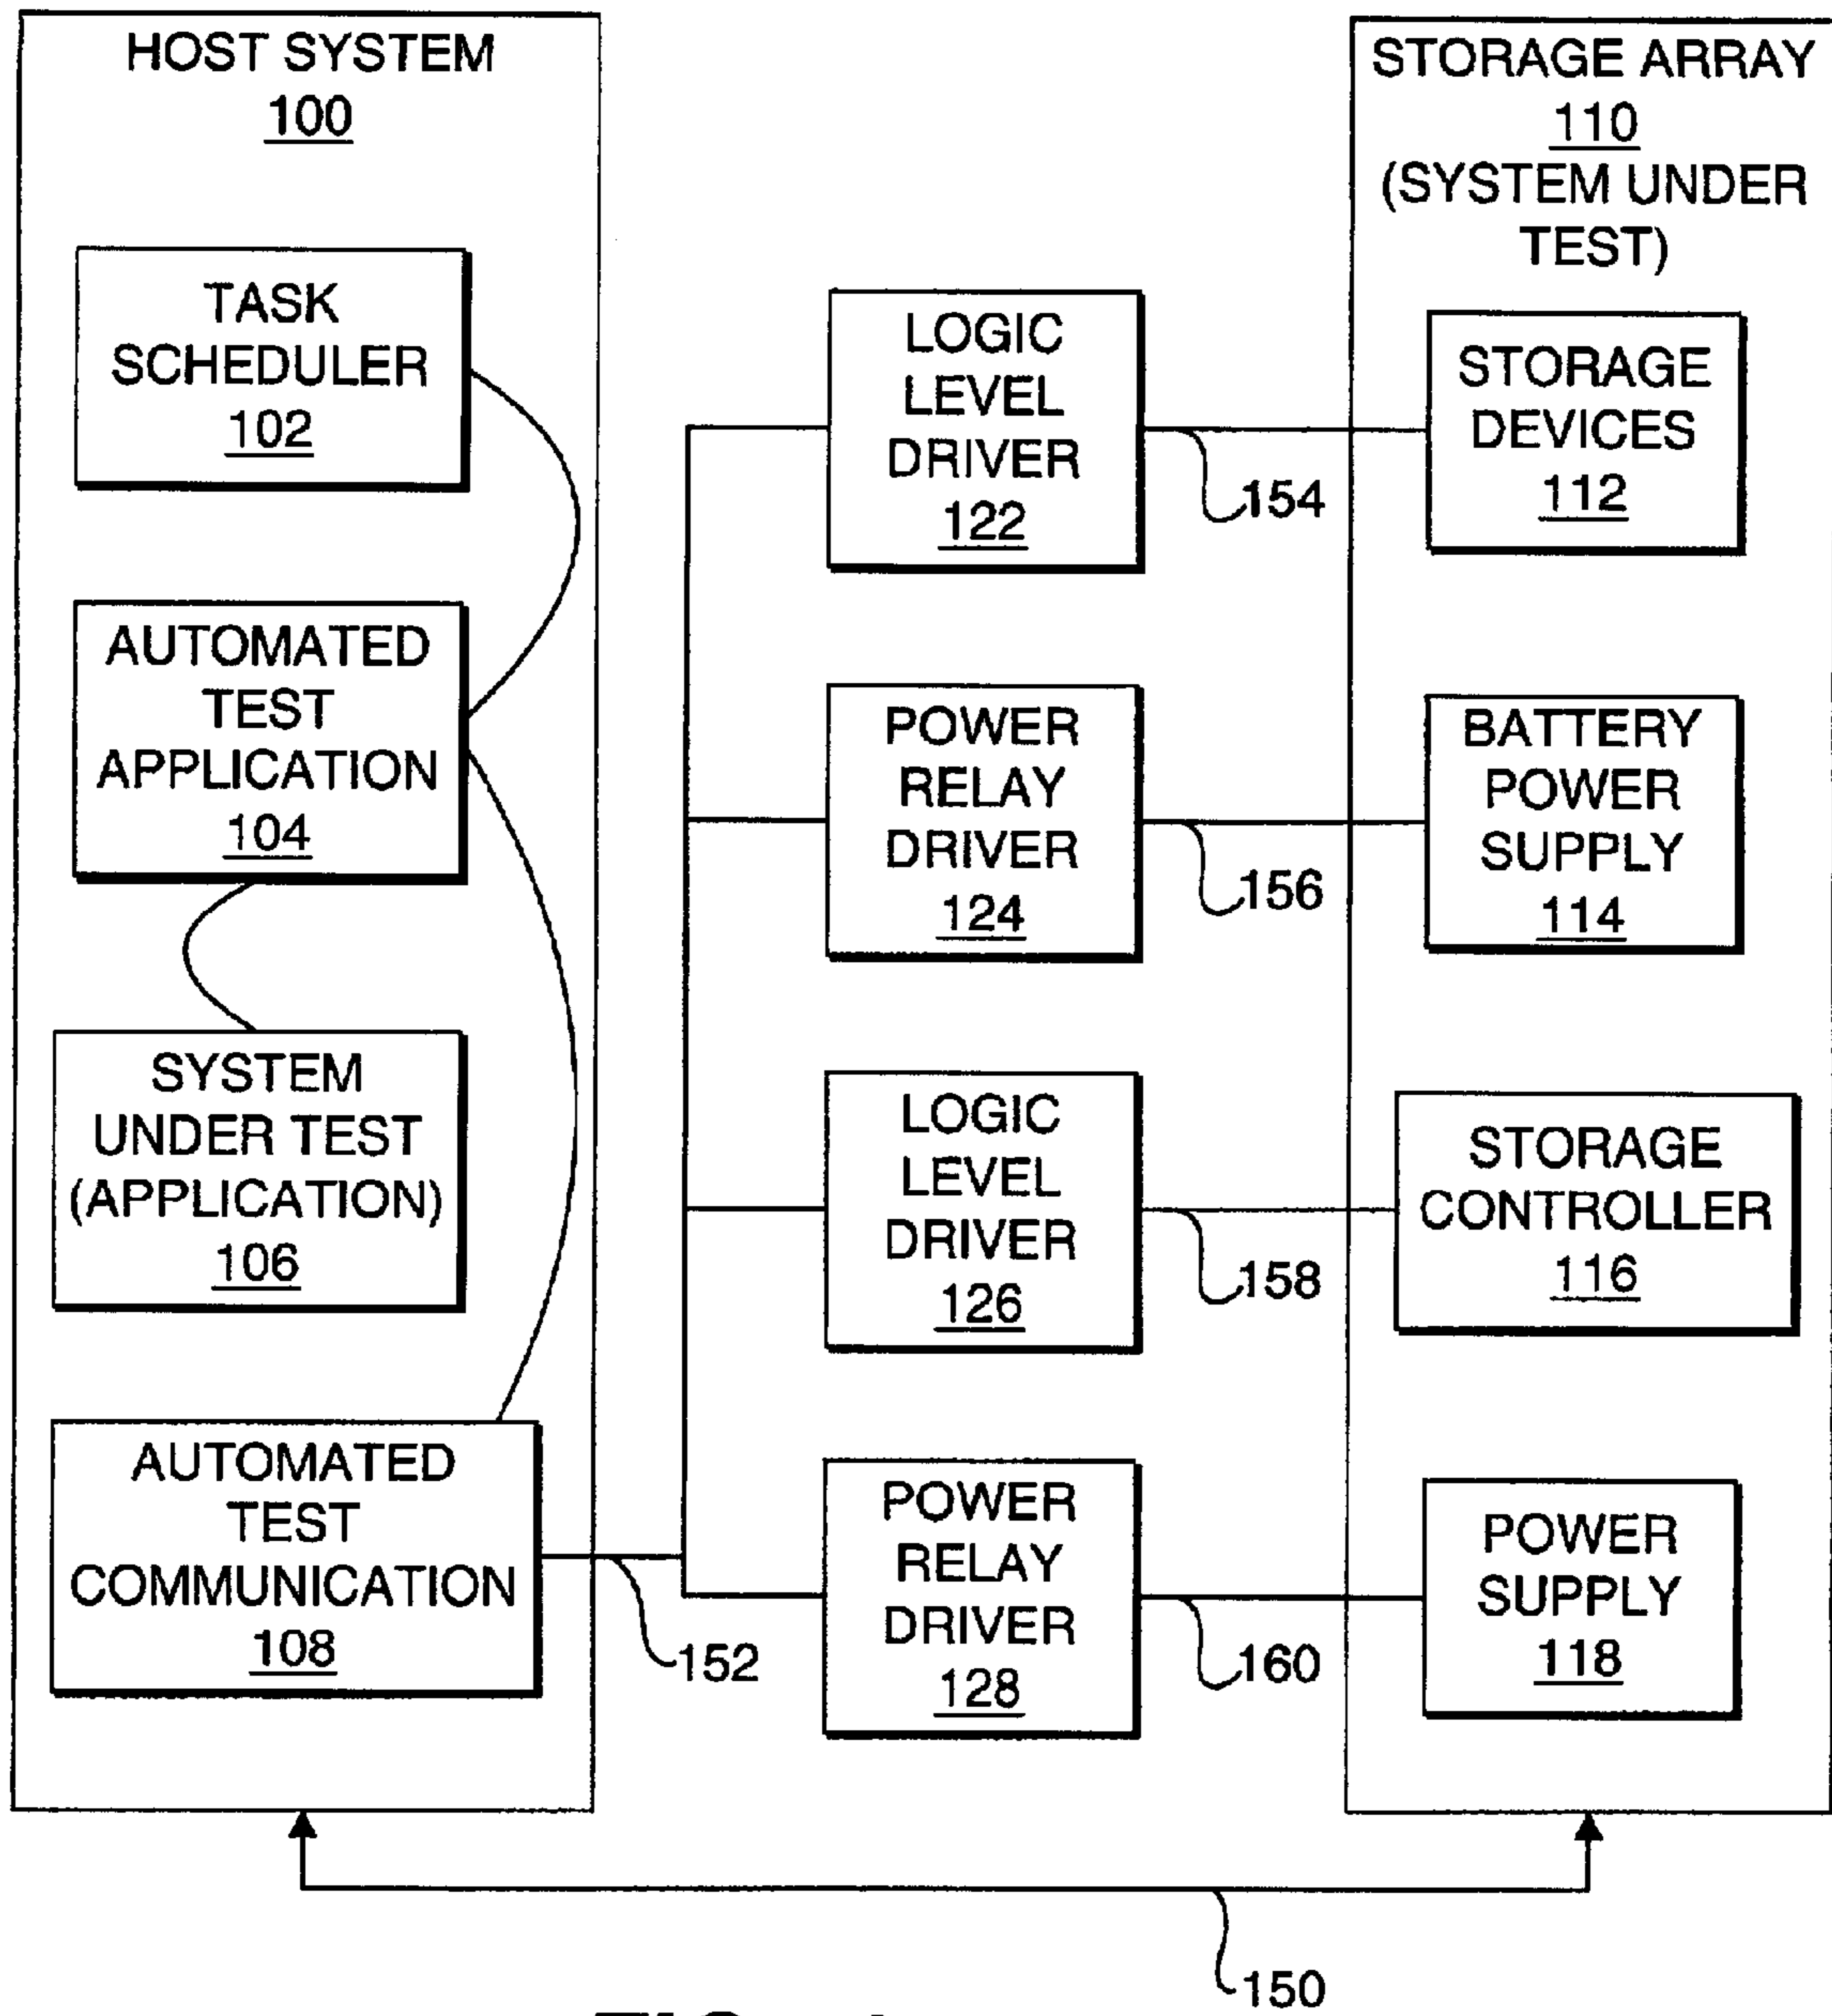 HOST SYSTEM
100
TASK
SCHEDULER
102
AUTOMATED
TEST
APPLICATION
104
SYSTEM
UNDER TEST
(APPLICATION)
106
AUTOMATED
TEST
COMMUNICATION
108
152
LOGIC
LEVEL
DRIVER
122
154
POWER
RELAY
DRIVER
124
156
LOGIC
LEVEL
DRIVER
126
158
POWER
RELAY
DRIVER
128
160
STORAGE ARRAY
110
(SYSTEM UNDER
TEST)
STORAGE
DEVICES
112
BATTERY
POWER
SUPPLY
114
STORAGE
CONTROLLER
116
POWER
SUPPLY
118
150